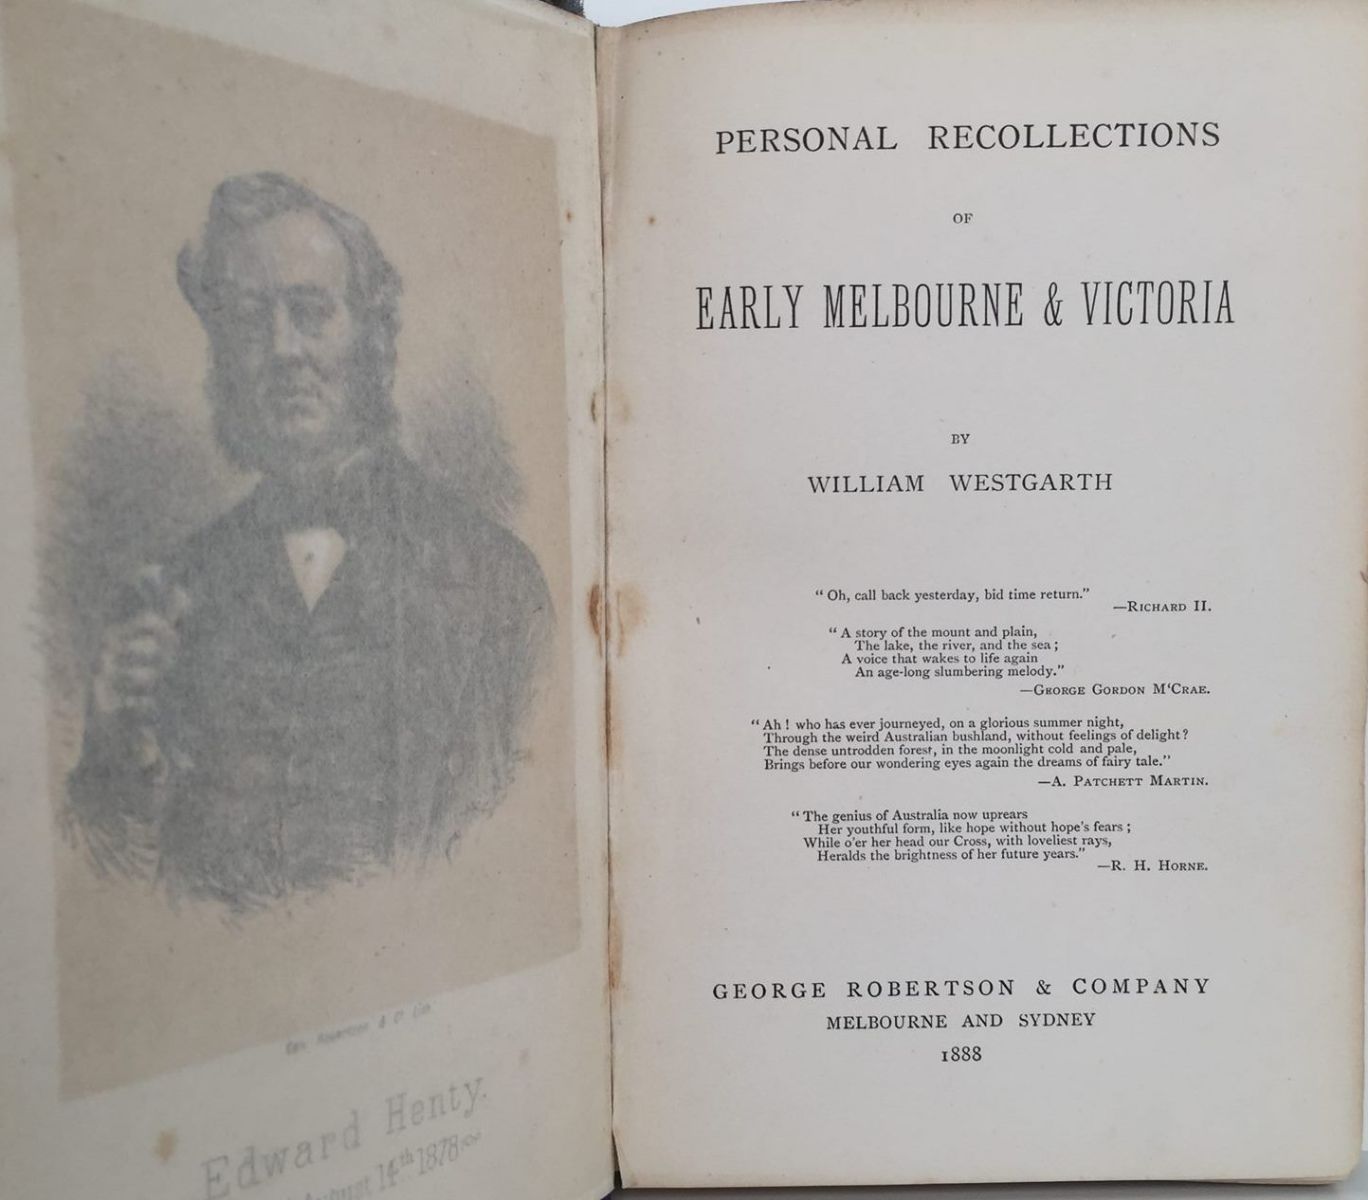 Edward Henty.
August 14th 1878
PERSONAL RECOLLECTIONS
OF
EARLY MELBOURNE & VICTORIA
BY
WILLIAM WESTGARTH
“Oh, call back yesterday, bid time return.”
—RICHARD II.
“A story of the mount and plain,
The lake, the river, and the sea;
A voice that wakes to life again
An age-long slumbering melody.”
—GEORGE GORDON M‘CRAE.
“Ah! who has ever journeyed, on a glorious summer night,
Through the weird Australian bushland, without feelings of delight?
The dense untrodden forest, in the moonlight cold and pale,
Brings before our wondering eyes again the dreams of fairy tale.”
—A. PATCHETT MARTIN.
“The genius of Australia now uprears
Her youthful form, like hope without hope's fears;
While o'er her head our Cross, with loveliest rays,
Heralds the brightness of her future years.”
—R. H. HORNE.
GEORGE ROBERTSON & COMPANY
MELBOURNE AND SYDNEY
1888